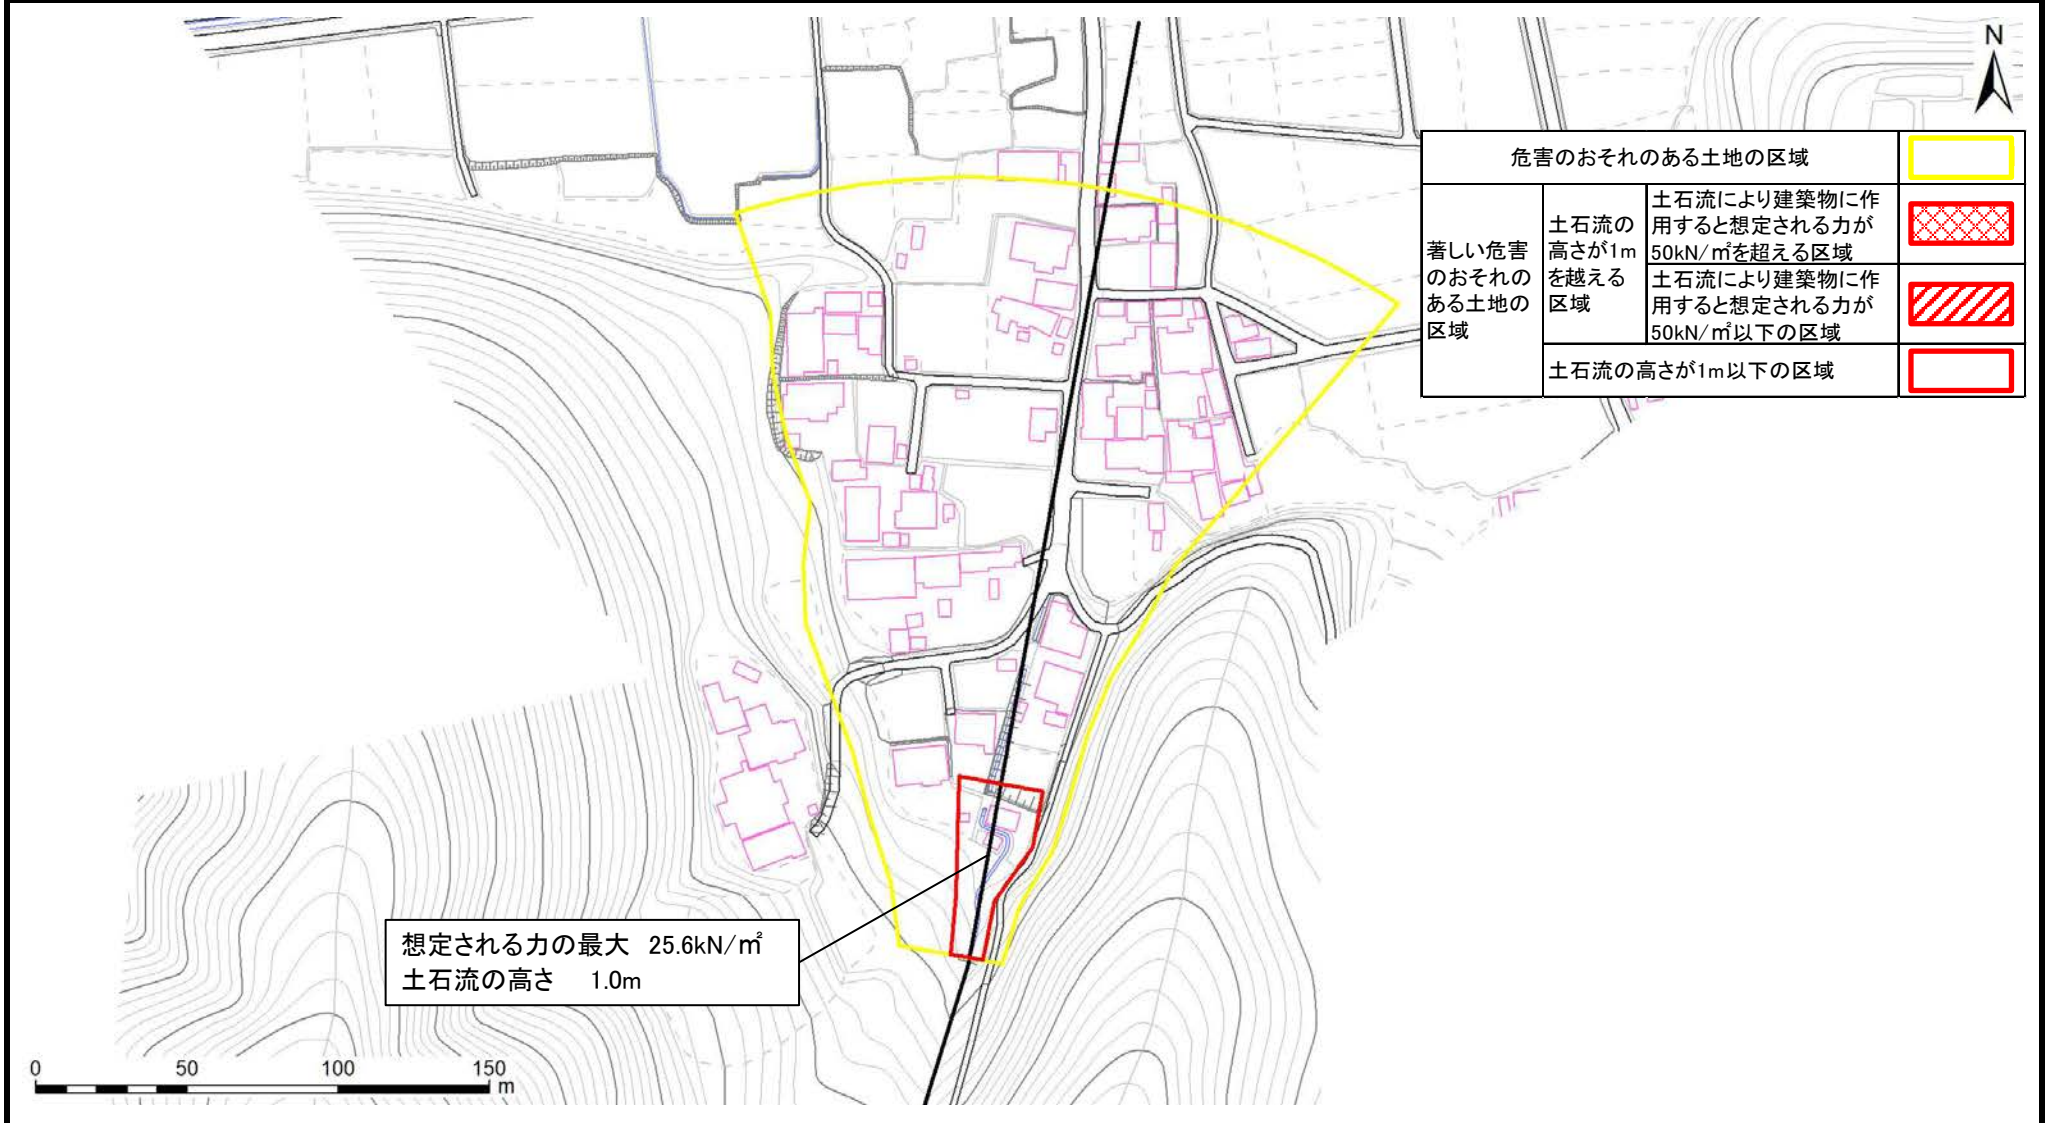 N
危害のおそれのある土地の区域
著しい危害
のおそれの
ある土地の
区域
土石流の
高さが1m
を越える
区域
土石流により建築物に作
用すると想定される力が
50kN/㎡を超える区域
土石流により建築物に作
用すると想定される力が
50kN/㎡以下の区域
土石流の高さが1m以下の区域
想定される力の最大 25.6kN/㎡
土石流の高さ 1.0m
0 50 100 150
m